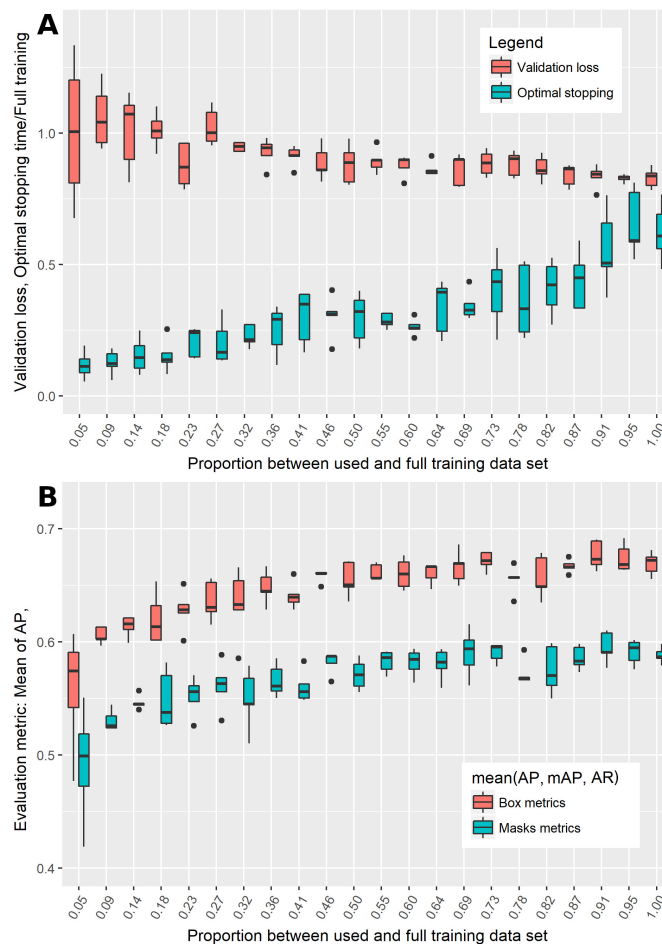 A
Validation loss, Optimal stopping time/Full training
Legend
Validation loss
Optimal stopping
1.0
0.5
0.0
0.05 0.09 0.14 0.18 0.23 0.27 0.32 0.36 0.41 0.46 0.50 0.55 0.60 0.64 0.69 0.73 0.78 0.82 0.87 0.91 0.95 1.00
Proportion between used and full training data set
B
Evaluation metric: Mean of AP,
0.7
0.6
0.5
0.4
mean(AP, mAP, AR)
Box metrics
Masks metrics
0.05 0.09 0.14 0.18 0.23 0.27 0.32 0.36 0.41 0.46 0.50 0.55 0.60 0.64 0.69 0.73 0.78 0.82 0.87 0.91 0.95 1.00
Proportion between used and full training data set